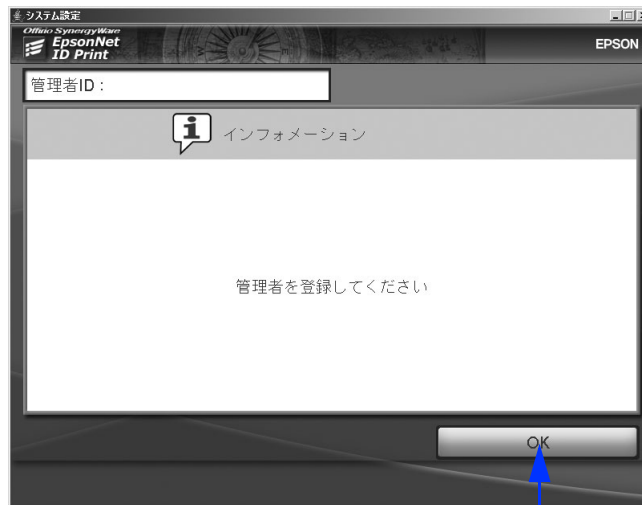 システム設定
Offirio SynergyWare
EpsonNet
ID Print
EPSON
管理者ID：
インフォメーション
管理者を登録してください
OK